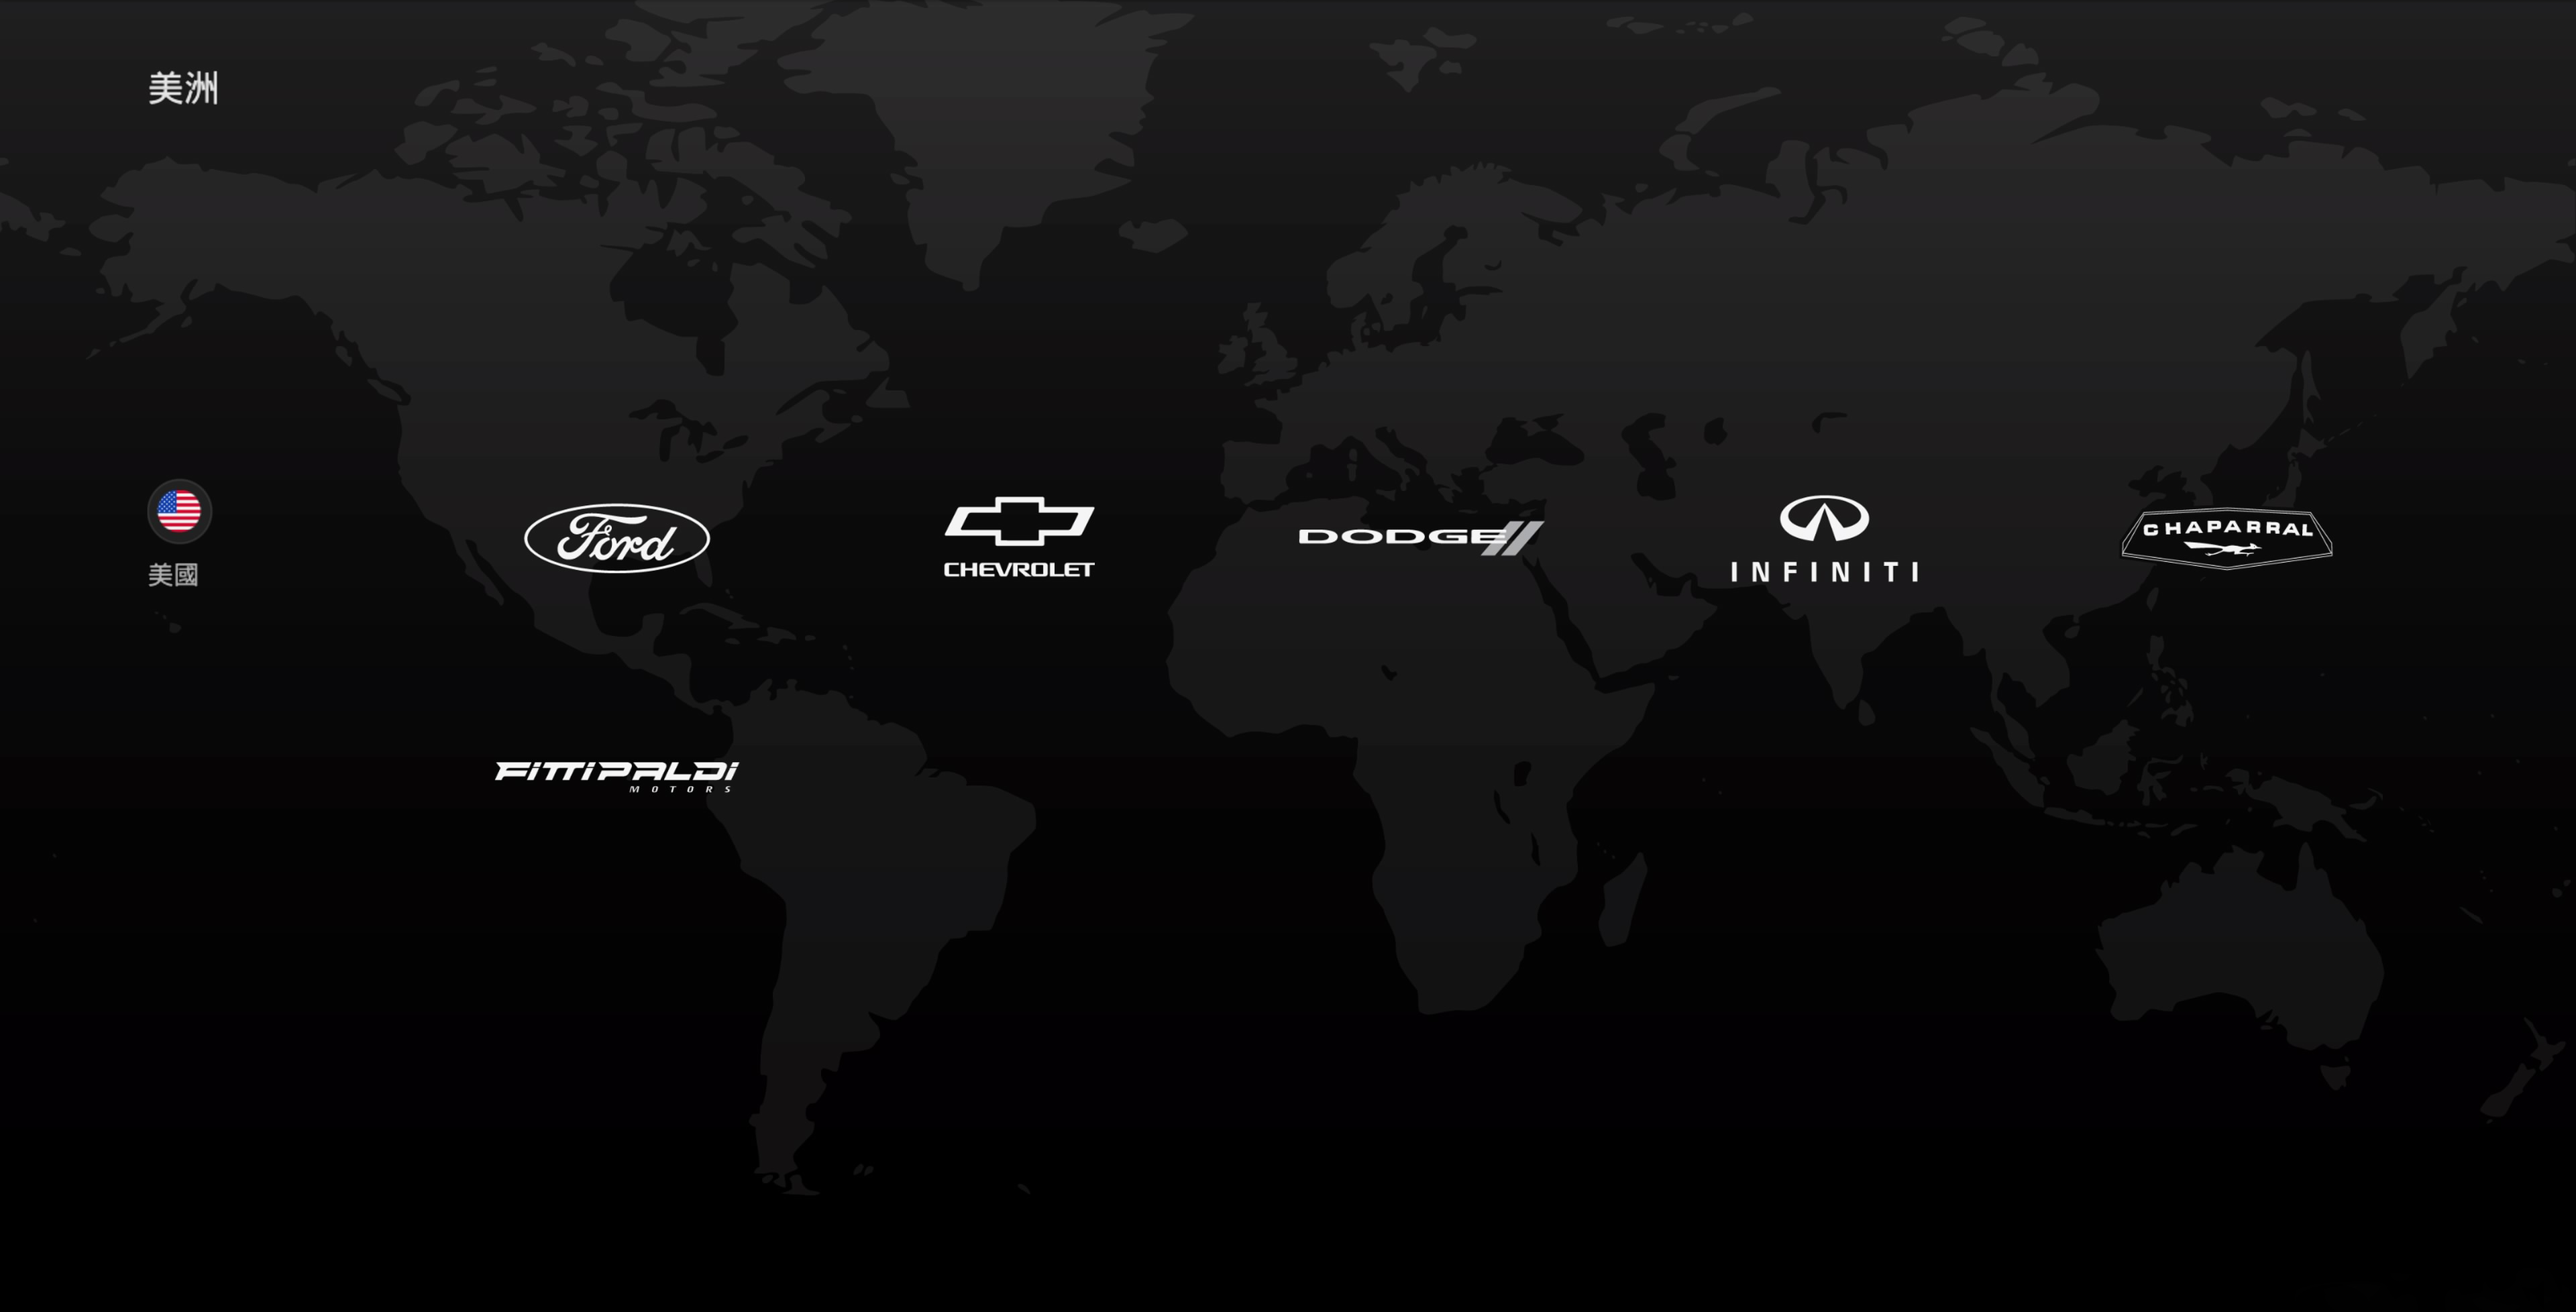 美洲
美國
Ford
CHEVROLET
DODGE
INFINITI
CHAPARRAL
FITTIPALDI
MOTORS